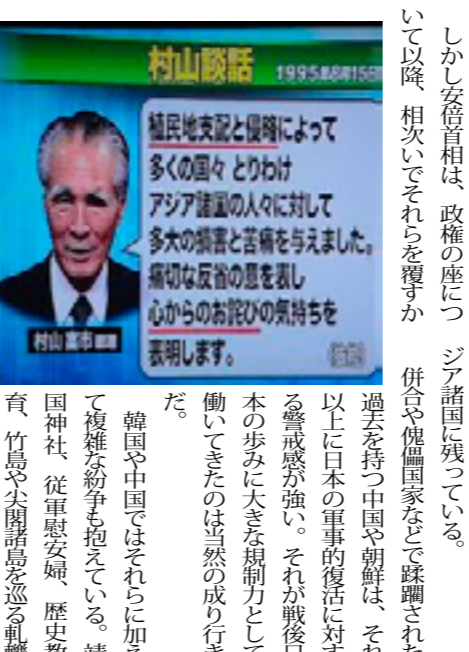 しかし安倍首相は、政権の座につ
いて以降、相次いでそれらを覆すか
村山談話 1995年8月15日
植民地支配と侵略によって
多くの国々 とりわけ
アジア諸国の人々に対して
多大の損害と苦痛を与えました。
痛切な反省の意を表し
心からのお詫びの気持ちを
表明します。
村山富市
ジア諸国に残っている。
併合や傀儡国家などで蹂躙された
過去を持つ中国や朝鮮は、それ
以上に日本の軍事的復活に対す
る警戒感が強い。それが戦後日
本の歩みに大きな規制力として
働いてきたのは当然の成り行き
だ。
韓国や中国ではそれらに加え
て複雑な紛争も抱えている。靖
国神社、従軍慰安婦、歴史教
育、竹島や尖閣諸島を巡る軋轢